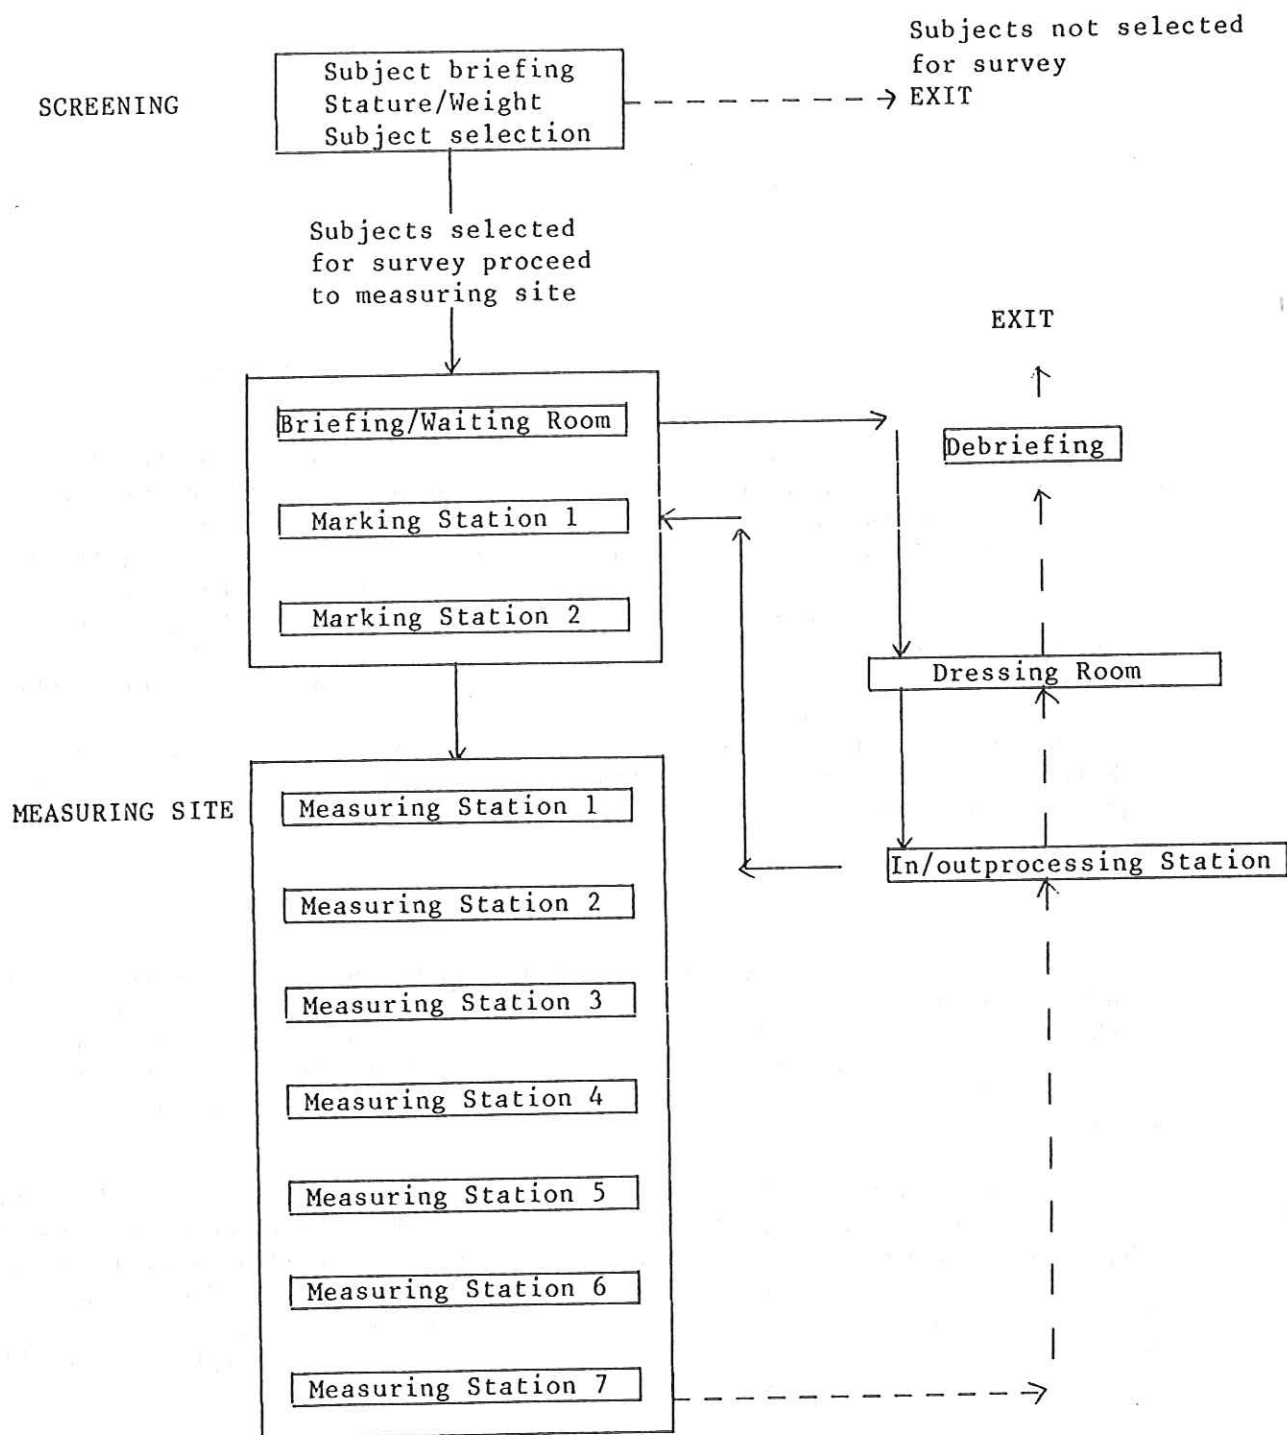 Subjects not selected
for survey
EXIT
SCREENING
Subject briefing
Stature/Weight
Subject selection
Subjects selected
for survey proceed
to measuring site
EXIT
Briefing/Waiting Room
Debriefing
Marking Station 1
Marking Station 2
Dressing Room
MEASURING SITE
Measuring Station 1
In/outprocessing Station
Measuring Station 2
Measuring Station 3
Measuring Station 4
Measuring Station 5
Measuring Station 6
Measuring Station 7